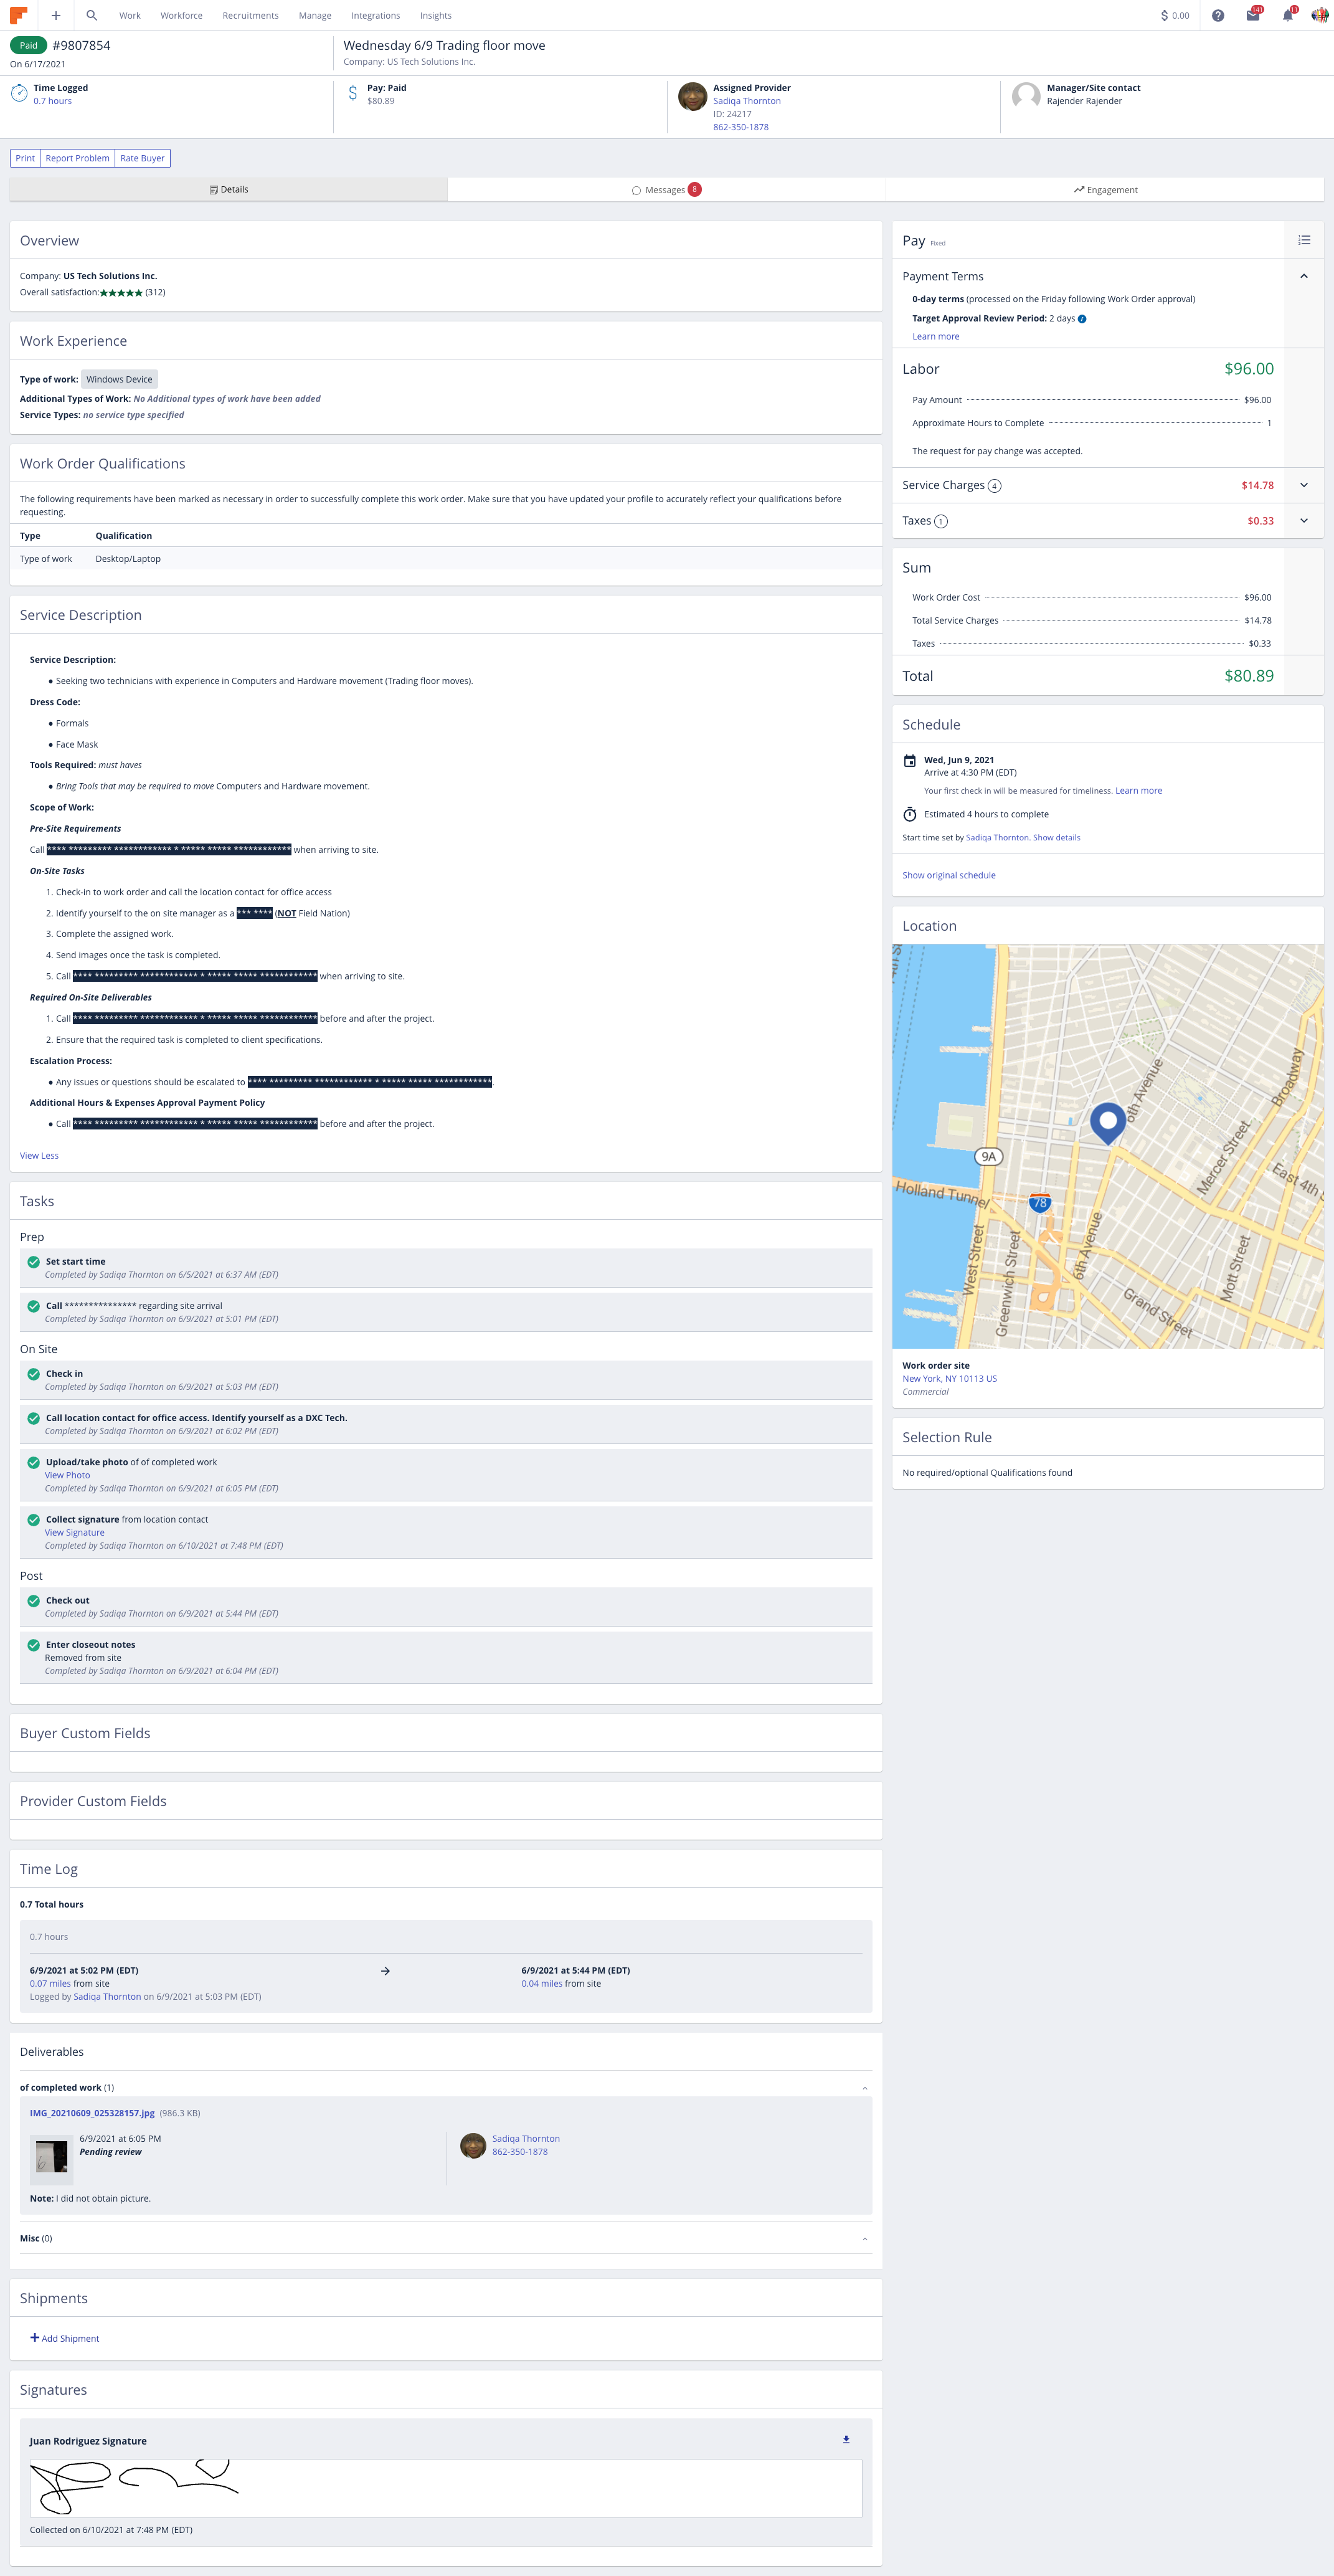 Work Workforce Recruitments Manage Integrations Insights $ 0.00 141 11
Paid #9807854
On 6/17/2021
Wednesday 6/9 Trading floor move
Company: US Tech Solutions Inc.
Time Logged
0.7 hours
Pay: Paid
$80.89
Assigned Provider
Sadiqa Thornton
ID: 24217
862-350-1878
Manager/Site contact
Rajender Rajender
Print Report Problem Rate Buyer
Details Messages 8 Engagement
Overview
Company: US Tech Solutions Inc.
Overall satisfaction:★★★★★ (312)
Work Experience
Type of work: Windows Device
Additional Types of Work: No Additional types of work have been added
Service Types: no service type specified
Work Order Qualifications
The following requirements have been marked as necessary in order to successfully complete this work order. Make sure that you have updated your profile to accurately reflect your qualifications before
requesting.
Type Qualification
Type of work Desktop/Laptop
Service Description
Service Description:
• Seeking two technicians with experience in Computers and Hardware movement (Trading floor moves).
Dress Code:
• Formals
• Face Mask
Tools Required: must haves
• Bring Tools that may be required to move Computers and Hardware movement.
Scope of Work:
Pre-Site Requirements
Call **** ********* ************ * ***** ***** ************ when arriving to site.
On-Site Tasks
1. Check-in to work order and call the location contact for office access
2. Identify yourself to the on site manager as a *** **** (NOT Field Nation)
3. Complete the assigned work.
4. Send images once the task is completed.
5. Call **** ********* ************ * ***** ***** ************ when arriving to site.
Required On-Site Deliverables
1. Call **** ********* ************ * ***** ***** ************ before and after the project.
2. Ensure that the required task is completed to client specifications.
Escalation Process:
• Any issues or questions should be escalated to **** ********* ************ * ***** ***** ************.
Additional Hours & Expenses Approval Payment Policy
• Call **** ********* ************ * ***** ***** ************ before and after the project.
View Less
Tasks
Prep
Set start time
Completed by Sadiqa Thornton on 6/5/2021 at 6:37 AM (EDT)
Call *************** regarding site arrival
Completed by Sadiqa Thornton on 6/9/2021 at 5:01 PM (EDT)
On Site
Check in
Completed by Sadiqa Thornton on 6/9/2021 at 5:03 PM (EDT)
Call location contact for office access. Identify yourself as a DXC Tech.
Completed by Sadiqa Thornton on 6/9/2021 at 6:02 PM (EDT)
Upload/take photo of of completed work
View Photo
Completed by Sadiqa Thornton on 6/9/2021 at 6:05 PM (EDT)
Collect signature from location contact
View Signature
Completed by Sadiqa Thornton on 6/10/2021 at 7:48 PM (EDT)
Post
Check out
Completed by Sadiqa Thornton on 6/9/2021 at 5:44 PM (EDT)
Enter closeout notes
Removed from site
Completed by Sadiqa Thornton on 6/9/2021 at 6:04 PM (EDT)
Buyer Custom Fields
Provider Custom Fields
Time Log
0.7 Total hours
0.7 hours
6/9/2021 at 5:02 PM (EDT) → 6/9/2021 at 5:44 PM (EDT)
0.07 miles from site 0.04 miles from site
Logged by Sadiqa Thornton on 6/9/2021 at 5:03 PM (EDT)
Deliverables
of completed work (1)
IMG_20210609_025328157.jpg (986.3 KB)
6/9/2021 at 6:05 PM
Pending review
Sadiqa Thornton
862-350-1878
Note: I did not obtain picture.
Misc (0)
Shipments
Add Shipment
Signatures
Juan Rodriguez Signature
Collected on 6/10/2021 at 7:48 PM (EDT)
Pay Fixed
Payment Terms
0-day terms (processed on the Friday following Work Order approval)
Target Approval Review Period: 2 days
Learn more
Labor $96.00
Pay Amount $96.00
Approximate Hours to Complete 1
The request for pay change was accepted.
Service Charges 4 $14.78
Taxes 1 $0.33
Sum
Work Order Cost $96.00
Total Service Charges $14.78
Taxes $0.33
Total $80.89
Schedule
Wed, Jun 9, 2021
Arrive at 4:30 PM (EDT)
Your first check in will be measured for timeliness. Learn more
Estimated 4 hours to complete
Start time set by Sadiqa Thornton. Show details
Show original schedule
Location
6th Avenue
Broadway
9A
Mercer Street
East 4th S
Holland Tunnel
78
West Street
Greenwich Street
6th Avenue
Mott Street
Grand Street
Work order site
New York, NY 10113 US
Commercial
Selection Rule
No required/optional Qualifications found